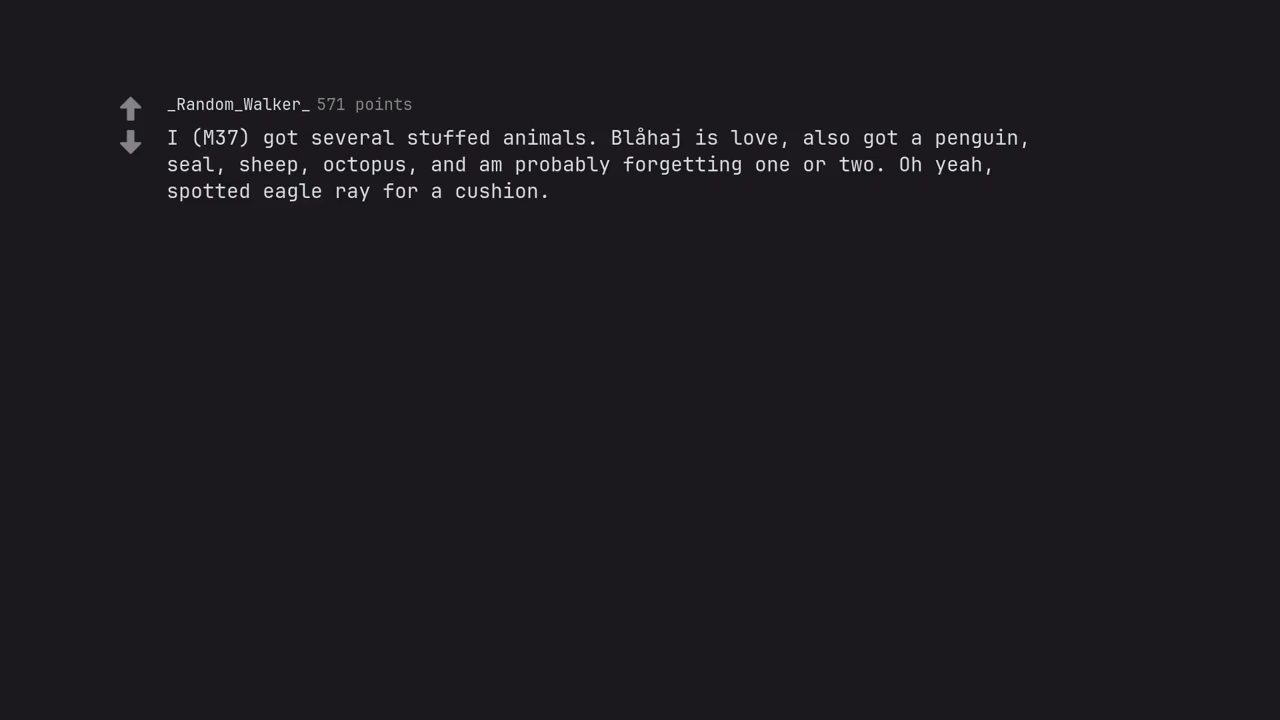 _Random_Walker_ 571 points
I (M37) got several stuffed animals. Blåhaj is love, also got a penguin,
seal, sheep, octopus, and am probably forgetting one or two. Oh yeah,
spotted eagle ray for a cushion.